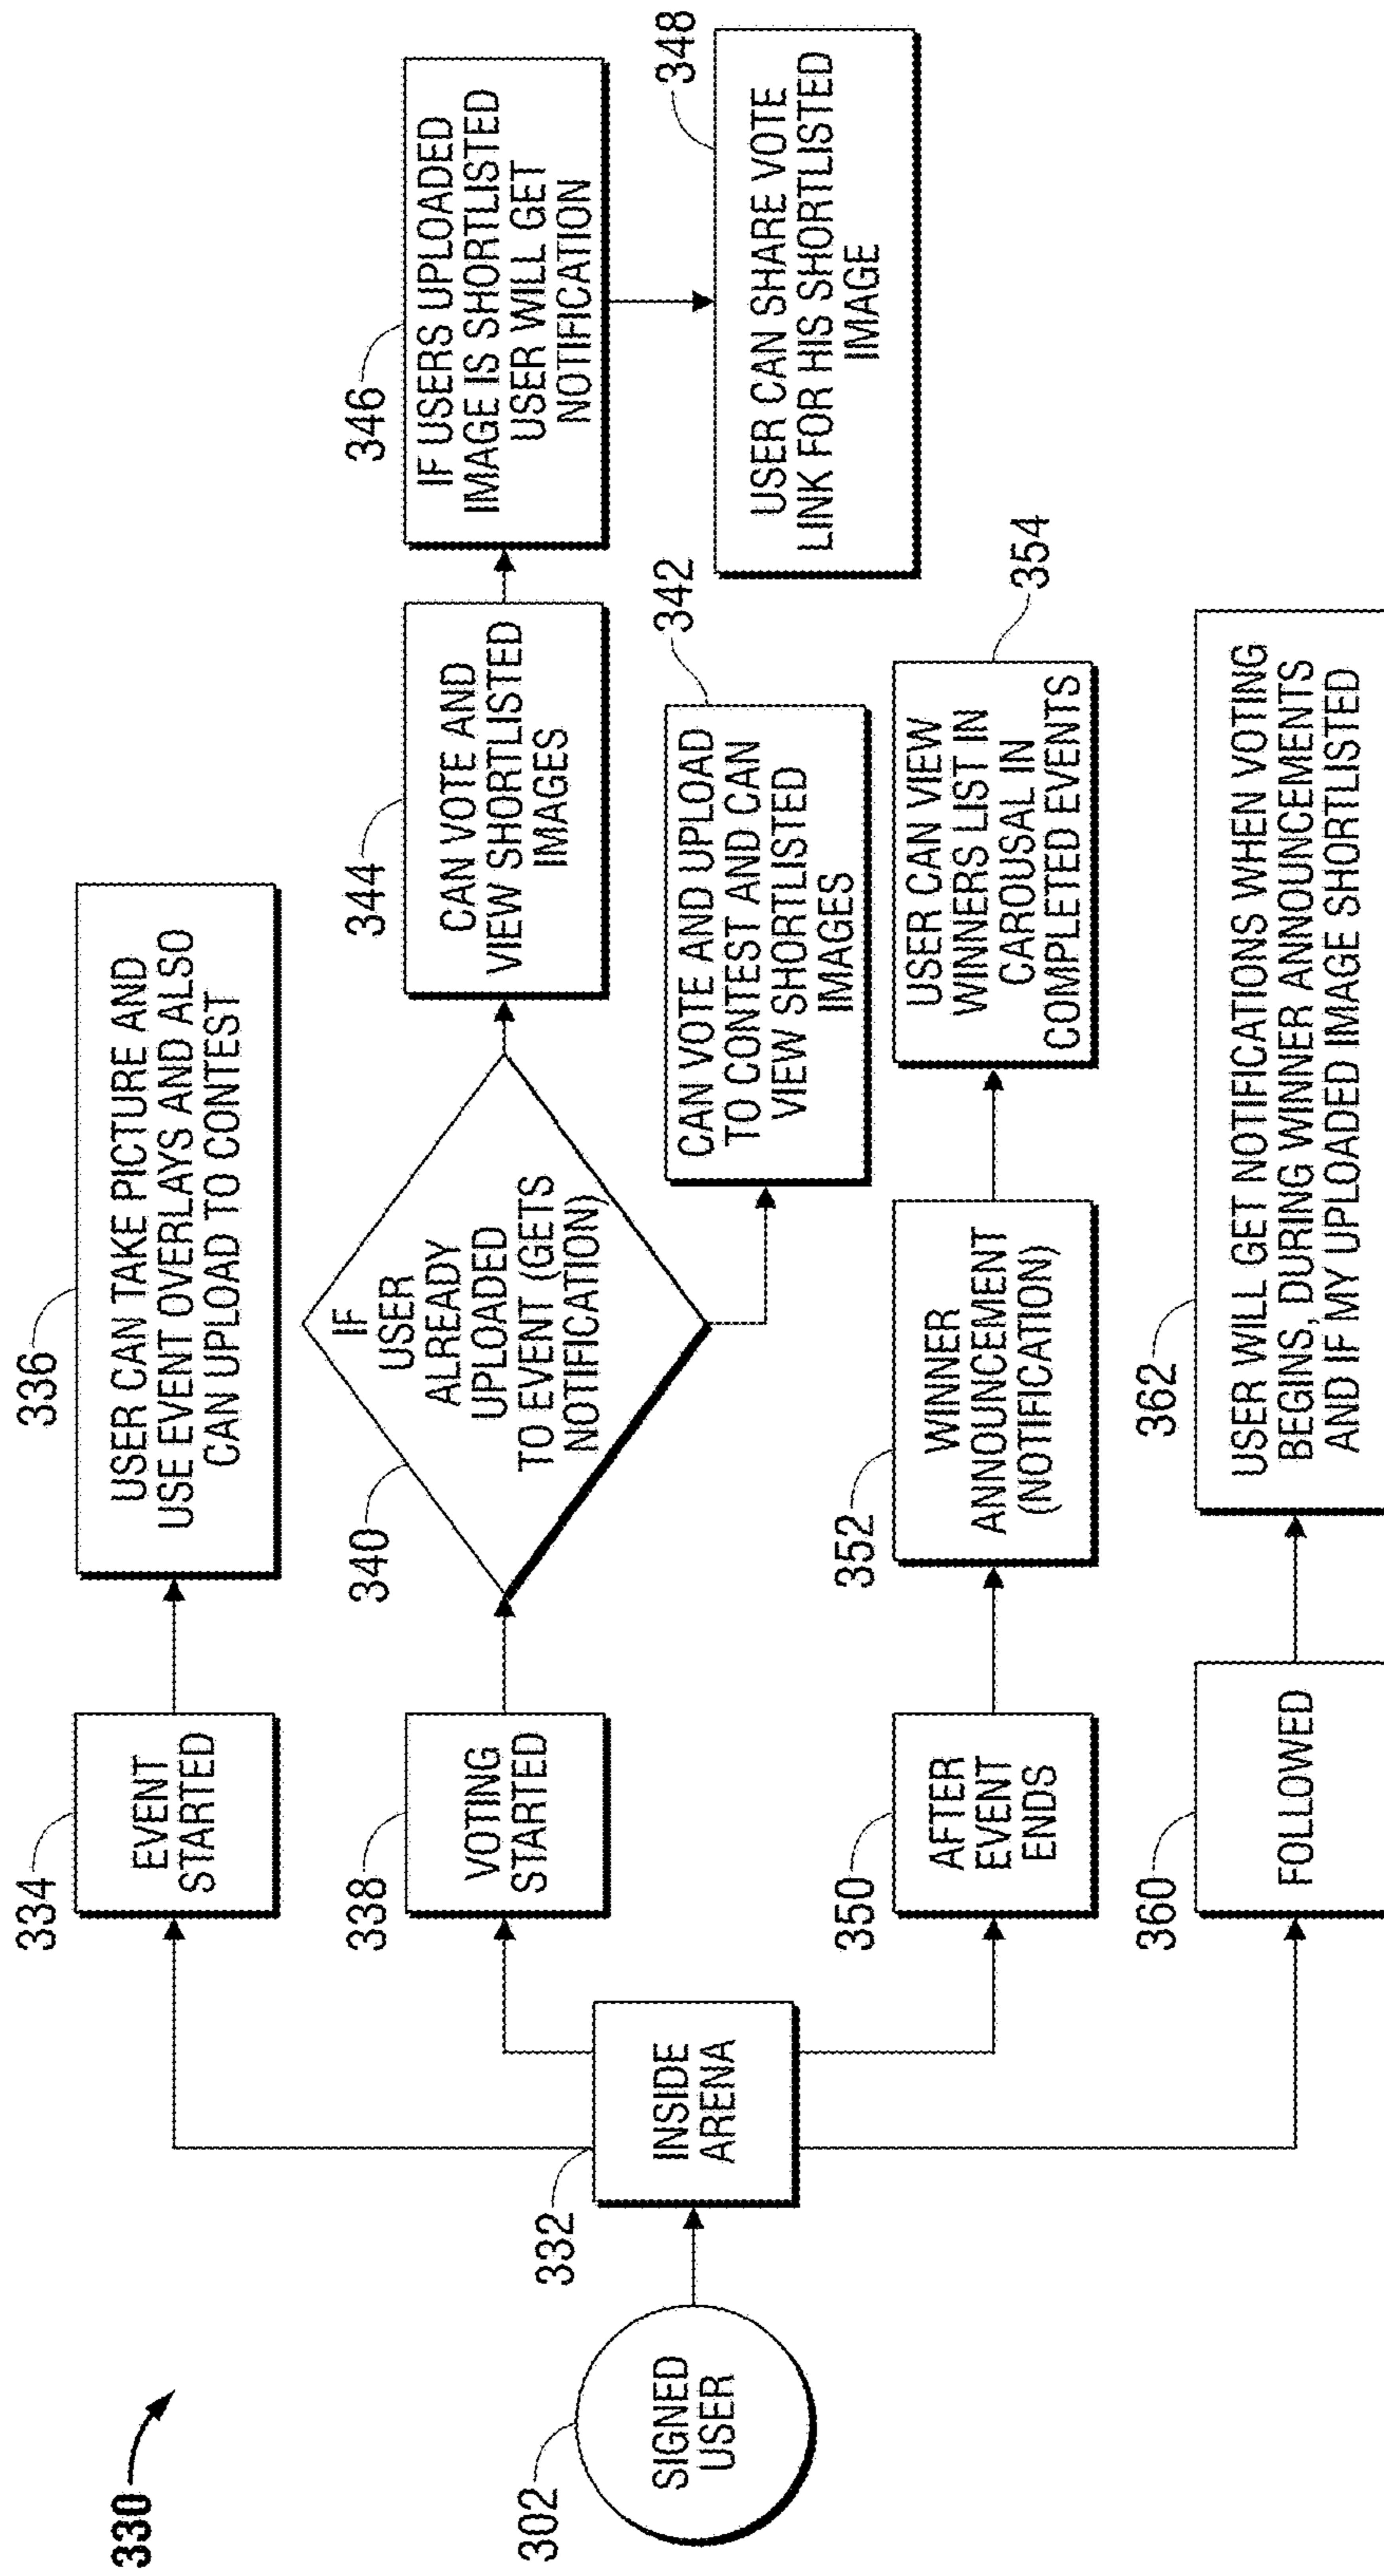 330
302
SIGNED
USER
332
INSIDE
ARENA
334
EVENT
STARTED
336
USER CAN TAKE PICTURE AND
USE EVENT OVERLAYS AND ALSO
CAN UPLOAD TO CONTEST
338
VOTING
STARTED
340
IF
USER
ALREADY
UPLOADED
TO EVENT (GETS
NOTIFICATION)
344
CAN VOTE AND
VIEW SHORTLISTED
IMAGES
346
IF USERS UPLOADED
IMAGE IS SHORTLISTED
USER WILL GET
NOTIFICATION
348
USER CAN SHARE VOTE
LINK FOR HIS SHORTLISTED
IMAGE
342
CAN VOTE AND UPLOAD
TO CONTEST AND CAN
VIEW SHORTLISTED
IMAGES
350
AFTER
EVENT
ENDS
352
WINNER
ANNOUNCEMENT
(NOTIFICATION)
354
USER CAN VIEW
WINNERS LIST IN
CAROUSAL IN
COMPLETED EVENTS
360
FOLLOWED
362
USER WILL GET NOTIFICATIONS WHEN VOTING
BEGINS, DURING WINNER ANNOUNCEMENTS
AND IF MY UPLOADED IMAGE SHORTLISTED